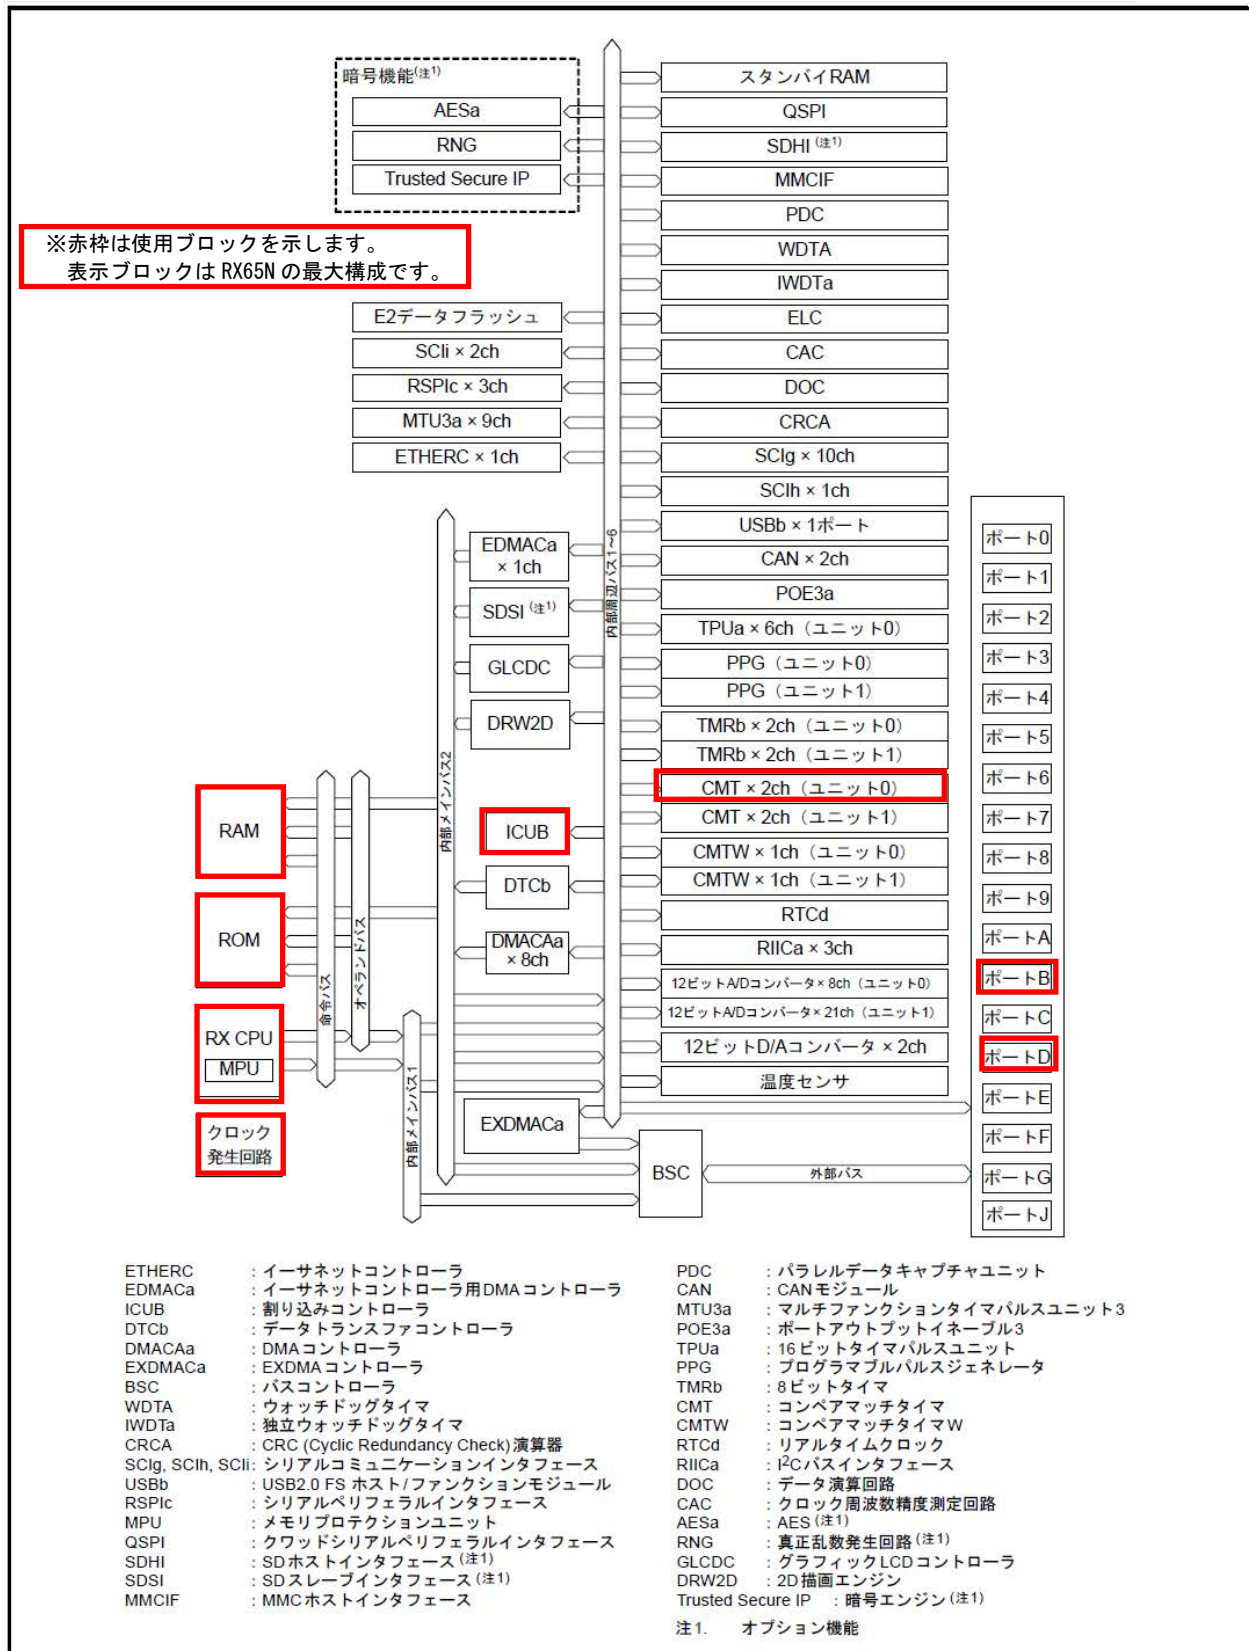 暗号機能(注1)
AESa
RNG
Trusted Secure IP
※赤枠は使用ブロックを示します。
表示ブロックは RX65N の最大構成です。
E2データフラッシュ
SCIi × 2ch
RSPIc × 3ch
MTU3a × 9ch
ETHERC × 1ch
スタンバイRAM
QSPI
SDHI (注1)
MMCIF
PDC
WDTA
IWDTa
ELC
CAC
DOC
CRCA
SCIg × 10ch
SCIh × 1ch
USBb × 1ポート
CAN × 2ch
POE3a
TPUa × 6ch（ユニット0）
PPG（ユニット0）
PPG（ユニット1）
TMRb × 2ch（ユニット0）
TMRb × 2ch（ユニット1）
CMT × 2ch（ユニット0）
CMT × 2ch（ユニット1）
CMTW × 1ch（ユニット0）
CMTW × 1ch（ユニット1）
RTCd
RIICa × 3ch
12ビットA/Dコンバータ× 8ch（ユニット0）
12ビットA/Dコンバータ× 21ch（ユニット1）
12ビットD/Aコンバータ × 2ch
温度センサ
内部周辺バス1～6
EDMACa
× 1ch
SDSI (注1)
GLCDC
DRW2D
ICUB
DTCb
DMACAa
× 8ch
EXDMACa
BSC
外部バス
内部メインバス2
内部メインバス1
オペランドバス
命令バス
RAM
ROM
RX CPU
MPU
クロック
発生回路
ポート0
ポート1
ポート2
ポート3
ポート4
ポート5
ポート6
ポート7
ポート8
ポート9
ポートA
ポートB
ポートC
ポートD
ポートE
ポートF
ポートG
ポートJ
ETHERC : イーサネットコントローラ
EDMACa : イーサネットコントローラ用DMAコントローラ
ICUB : 割り込みコントローラ
DTCb : データトランスファコントローラ
DMACAa : DMAコントローラ
EXDMACa : EXDMAコントローラ
BSC : バスコントローラ
WDTA : ウォッチドッグタイマ
IWDTa : 独立ウォッチドッグタイマ
CRCA : CRC (Cyclic Redundancy Check) 演算器
SCIg, SCIh, SCIi: シリアルコミュニケーションインタフェース
USBb : USB2.0 FS ホスト/ファンクションモジュール
RSPIc : シリアルペリフェラルインタフェース
MPU : メモリプロテクションユニット
QSPI : クワッドシリアルペリフェラルインタフェース
SDHI : SDホストインタフェース (注1)
SDSI : SDスレーブインタフェース (注1)
MMCIF : MMCホストインタフェース
PDC : パラレルデータキャプチャユニット
CAN : CANモジュール
MTU3a : マルチファンクションタイマパルスユニット3
POE3a : ポートアウトプットイネーブル3
TPUa : 16ビットタイマパルスユニット
PPG : プログラマブルパルスジェネレータ
TMRb : 8ビットタイマ
CMT : コンペアマッチタイマ
CMTW : コンペアマッチタイマW
RTCd : リアルタイムクロック
RIICa : I2Cバスインタフェース
DOC : データ演算回路
CAC : クロック周波数精度測定回路
AESa : AES (注1)
RNG : 真正乱数発生回路 (注1)
GLCDC : グラフィックLCDコントローラ
DRW2D : 2D描画エンジン
Trusted Secure IP : 暗号エンジン (注1)
注1. オプション機能